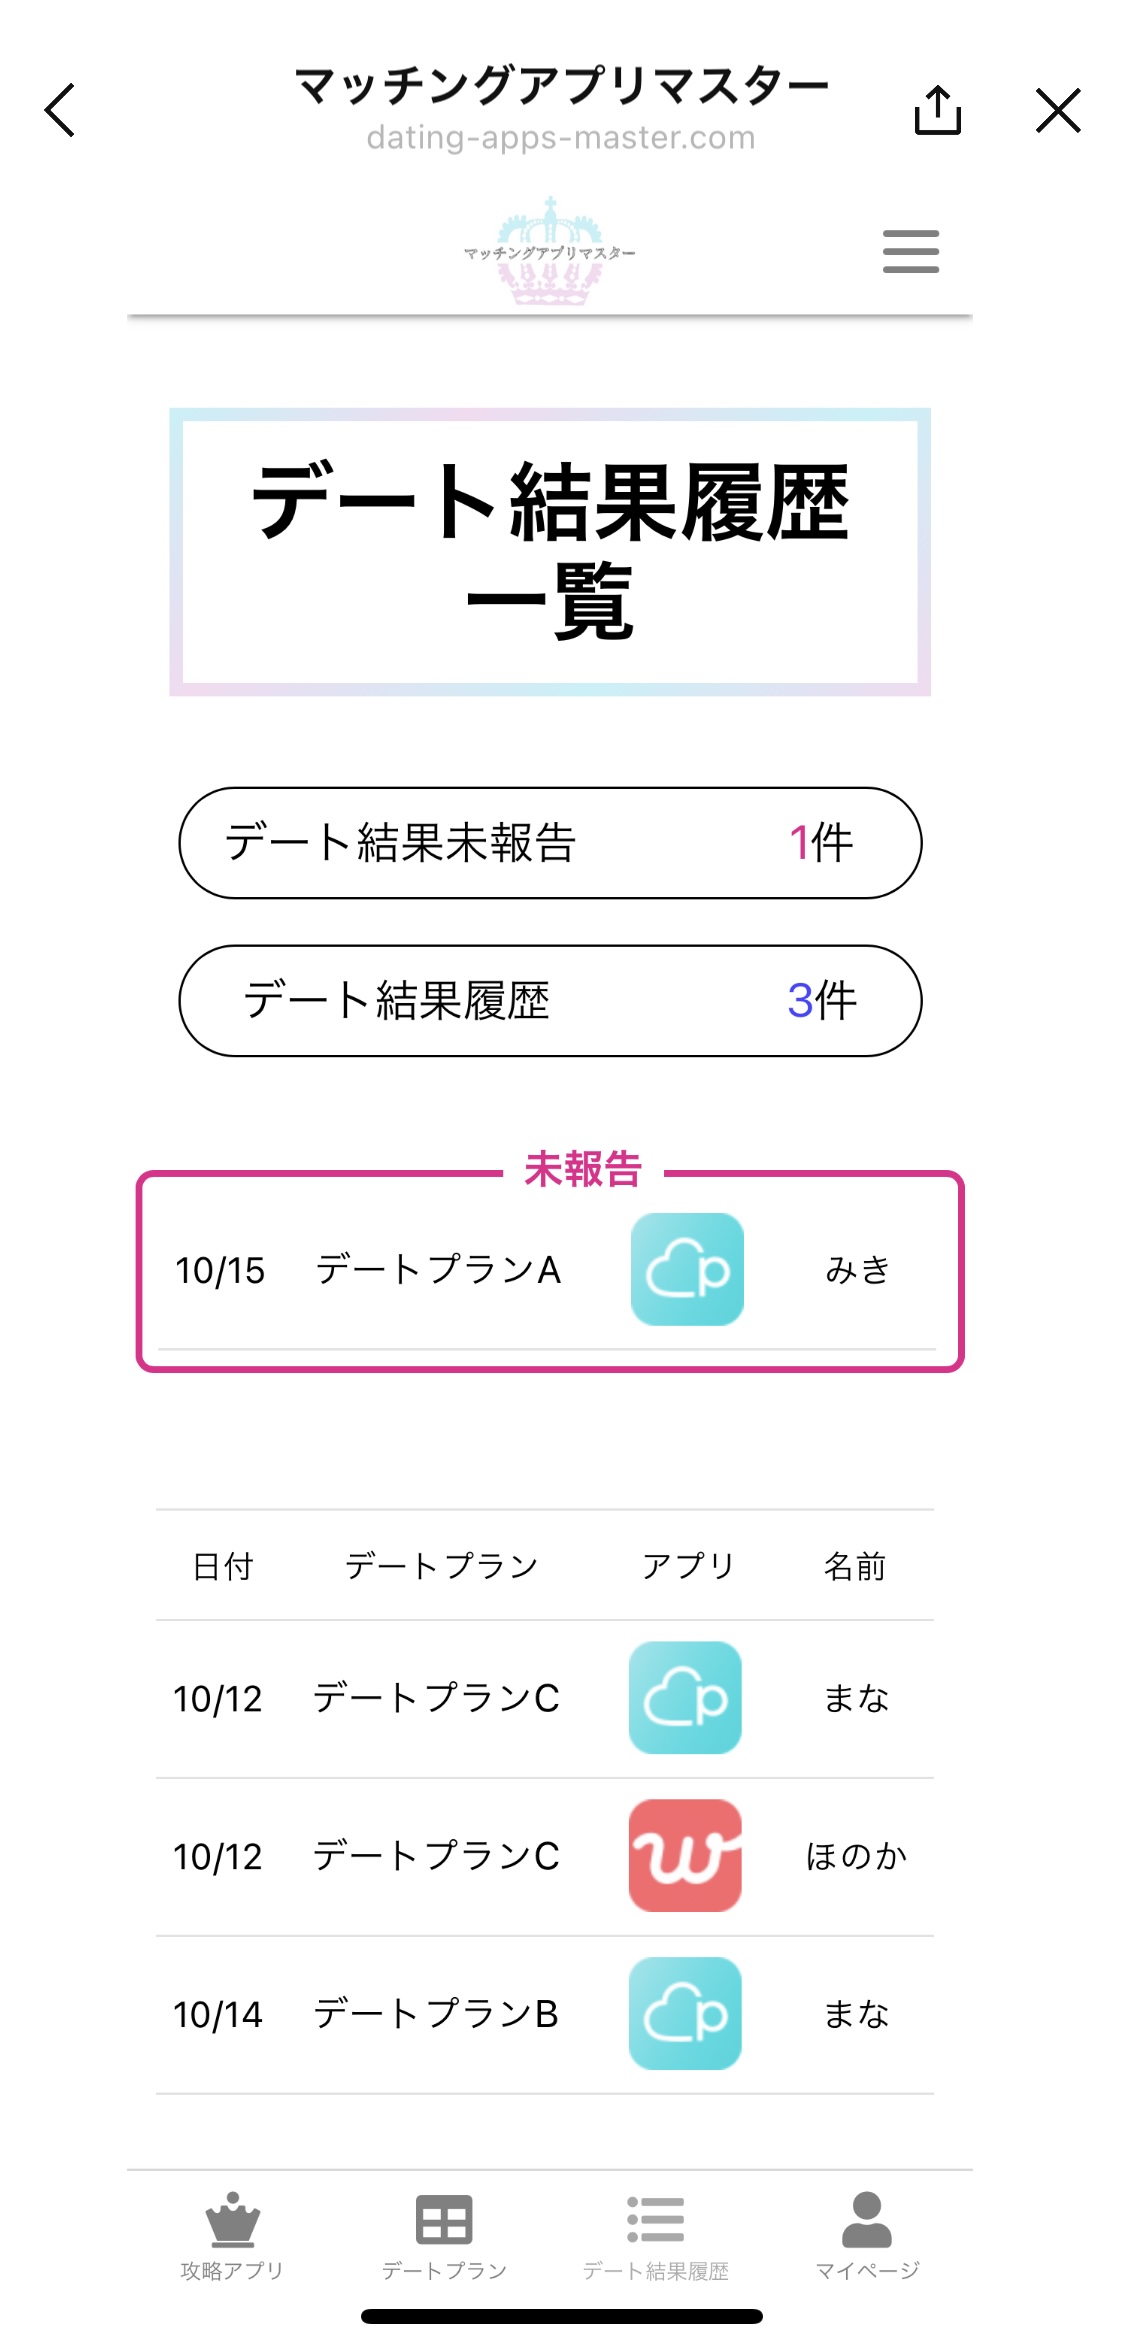 マッチングアプリマスター
dating-apps-master.com
マッチングアプリマスター
デート結果履歴
一覧
デート結果未報告 1件
デート結果履歴 3件
未報告
10/15 デートプランA p みき
日付 デートプラン アプリ 名前
10/12 デートプランC p まな
10/12 デートプランC w ほのか
10/14 デートプランB p まな
攻略アプリ デートプラン デート結果履歴 マイページ